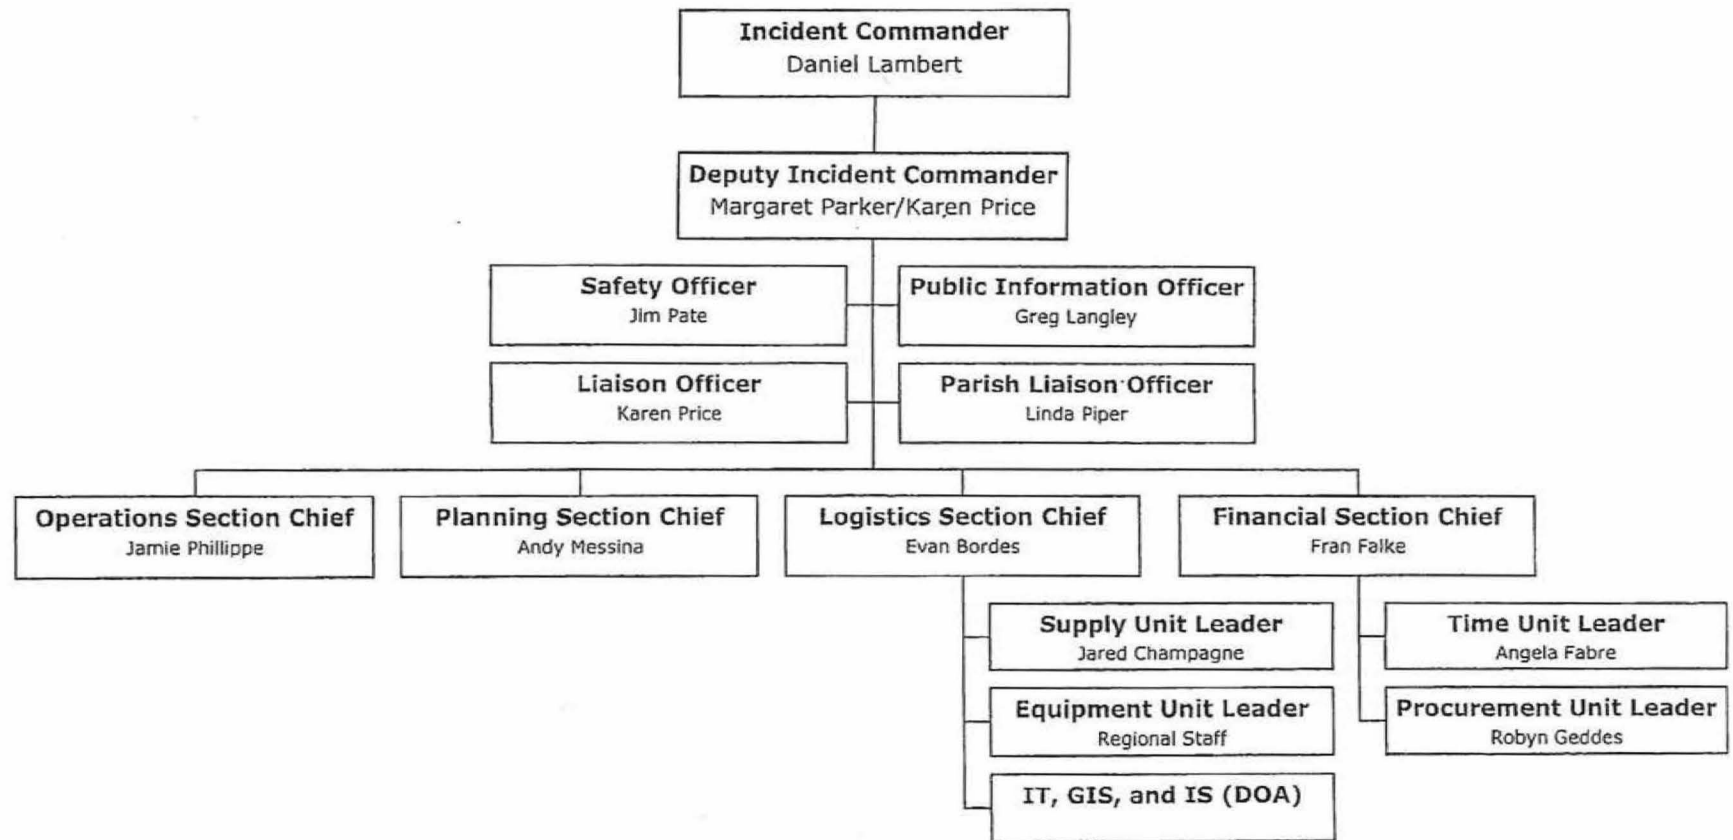 Incident Commander
Daniel Lambert
Deputy Incident Commander
Margaret Parker/Karen Price
Safety Officer
Jim Pate
Public Information Officer
Greg Langley
Liaison Officer
Karen Price
Parish Liaison Officer
Linda Piper
Operations Section Chief
Jamie Phillippe
Planning Section Chief
Andy Messina
Logistics Section Chief
Evan Bordes
Financial Section Chief
Fran Falke
Supply Unit Leader
Jared Champagne
Time Unit Leader
Angela Fabre
Equipment Unit Leader
Regional Staff
Procurement Unit Leader
Robyn Geddes
IT, GIS, and IS (DOA)